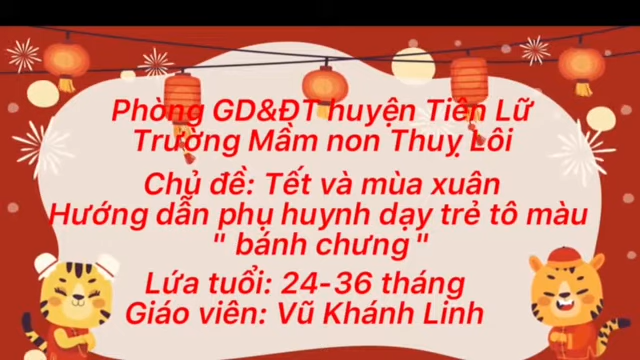 Phòng GD&ĐT huyện Tiên Lữ
Trường Mầm non Thuỵ Lôi
Chủ đề: Tết và mùa xuân
Hướng dẫn phụ huynh dạy trẻ tô màu
" bánh chưng "
Lứa tuổi: 24-36 tháng
Giáo viên: Vũ Khánh Linh